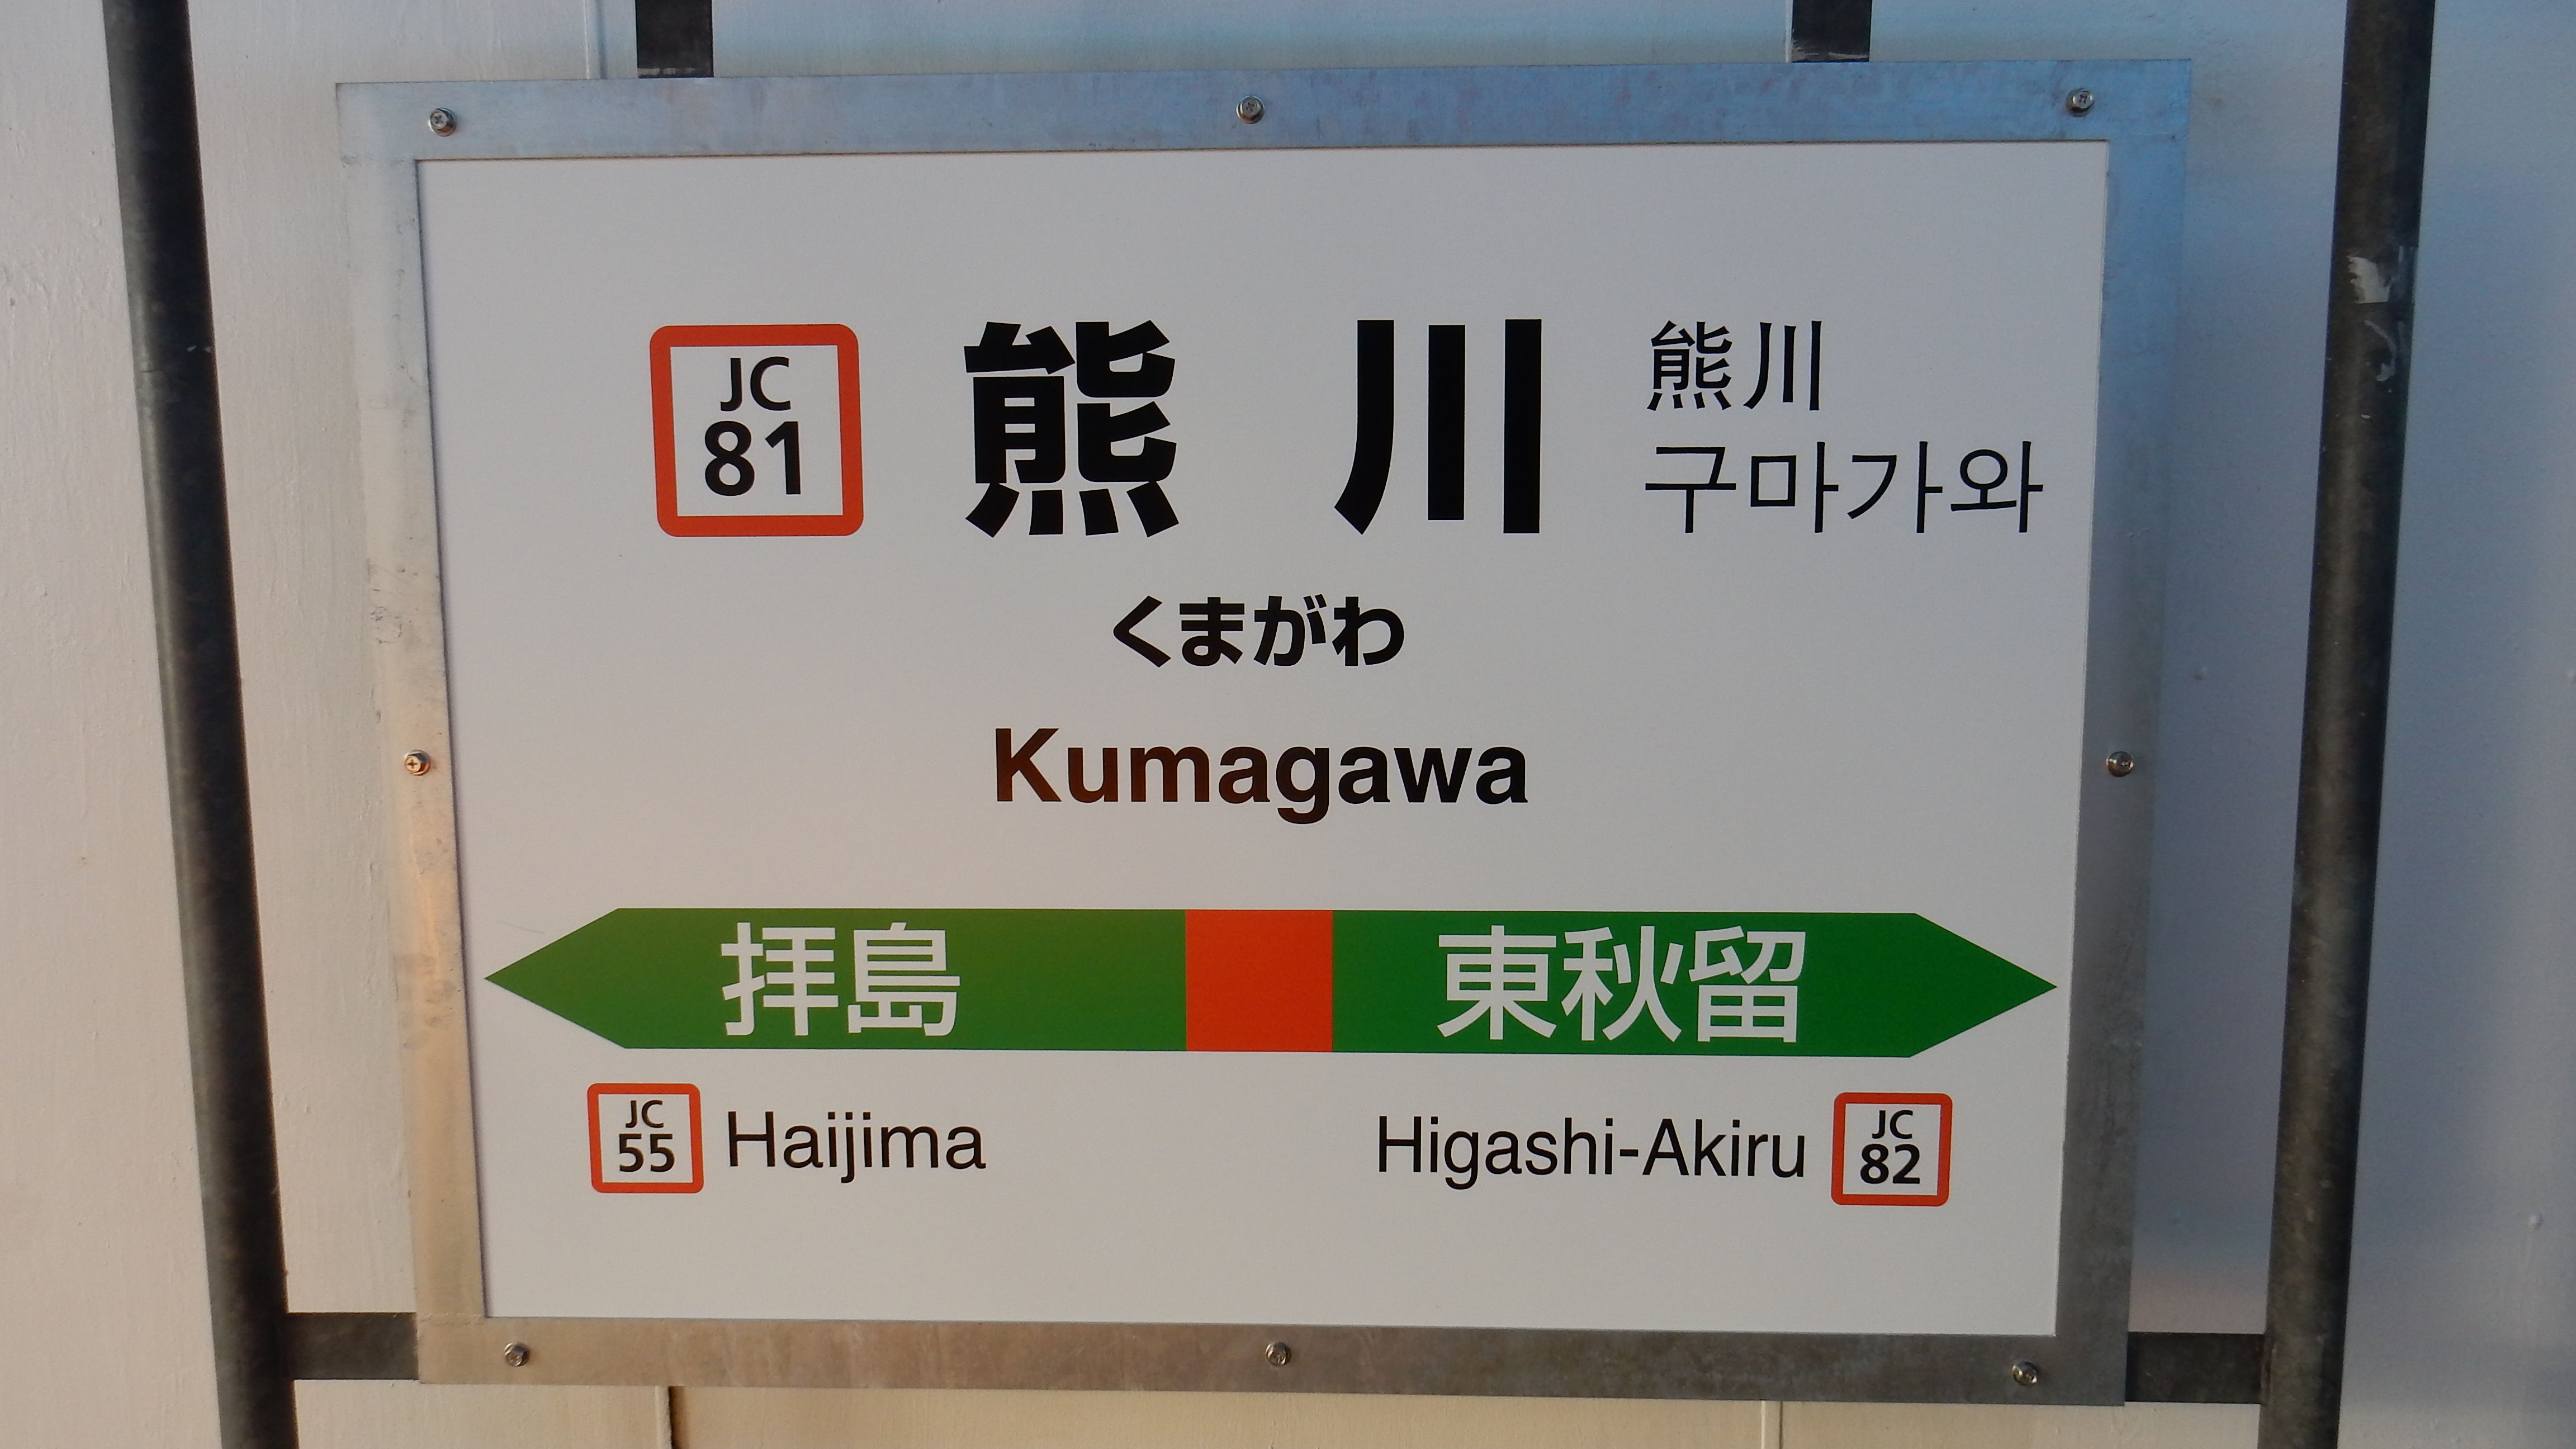 JC
81
熊川
熊川
구마가와
くまがわ
Kumagawa
拝島
東秋留
JC
55
Haijima
Higashi-Akiru
JC
82